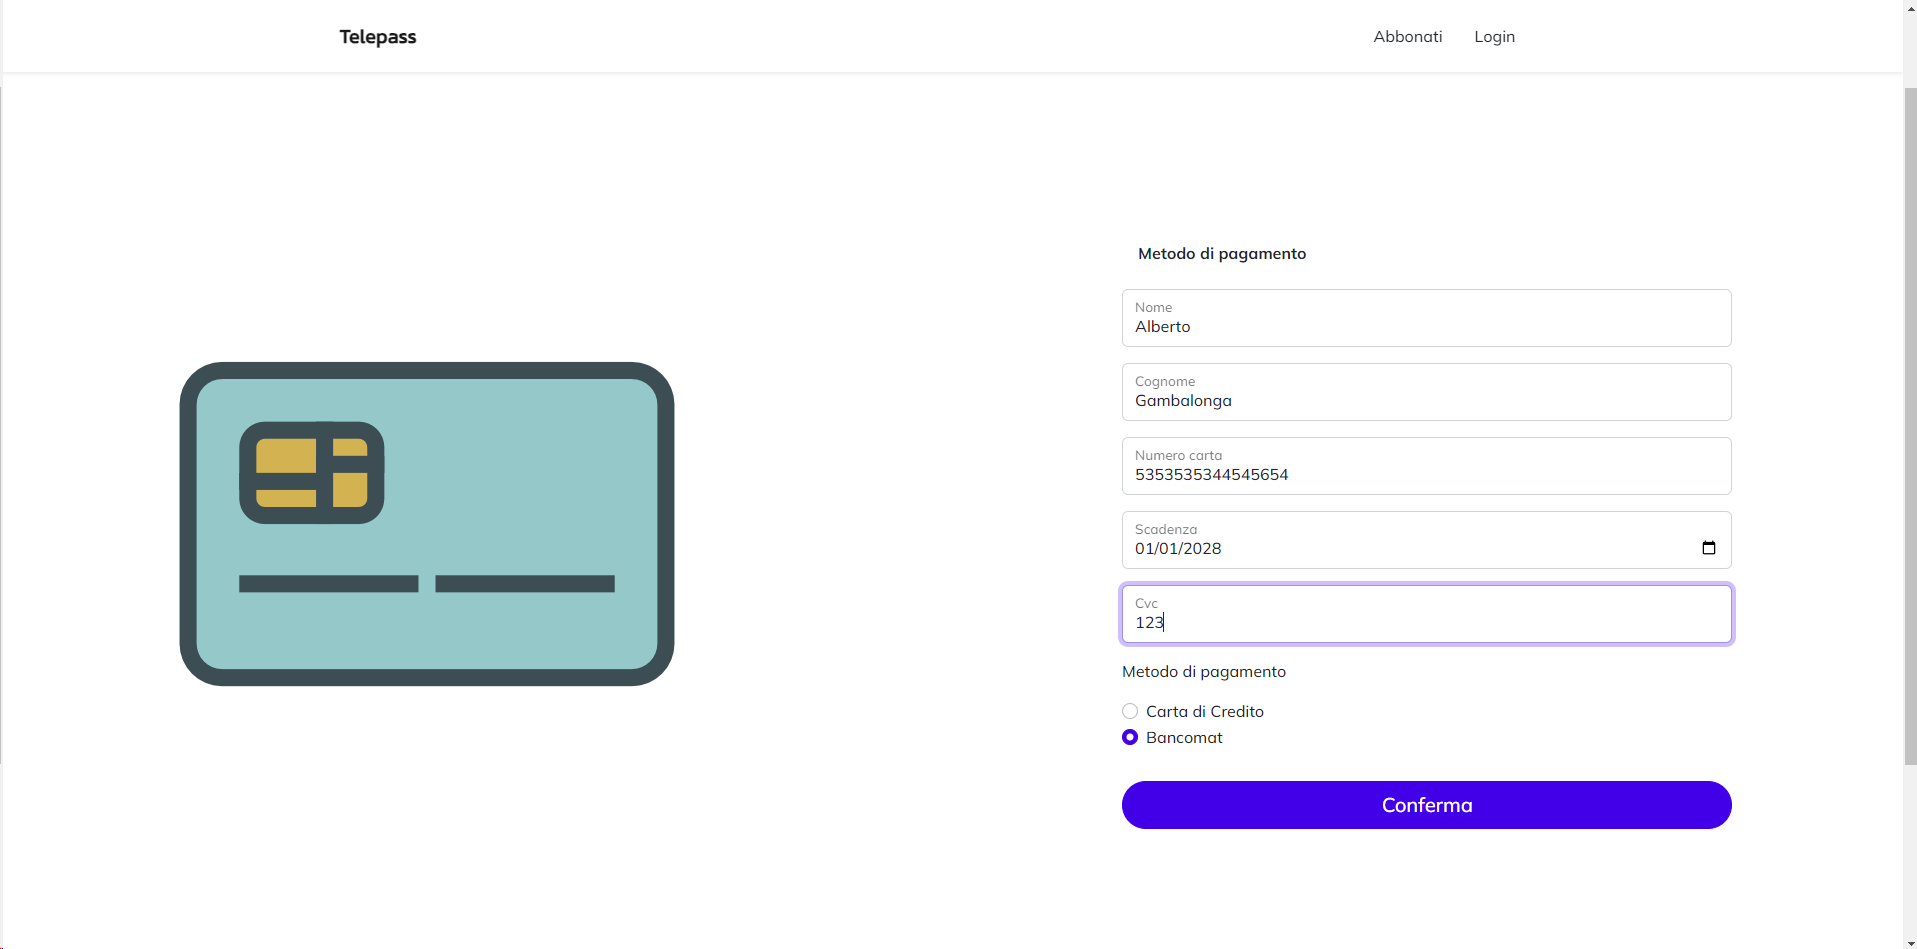 Telepass
Abbonati
Login
Metodo di pagamento
Nome
Alberto
Cognome
Gambalonga
Numero carta
5353535344545654
Scadenza
01/01/2028
Cvc
123
Metodo di pagamento
Carta di Credito
Bancomat
Conferma